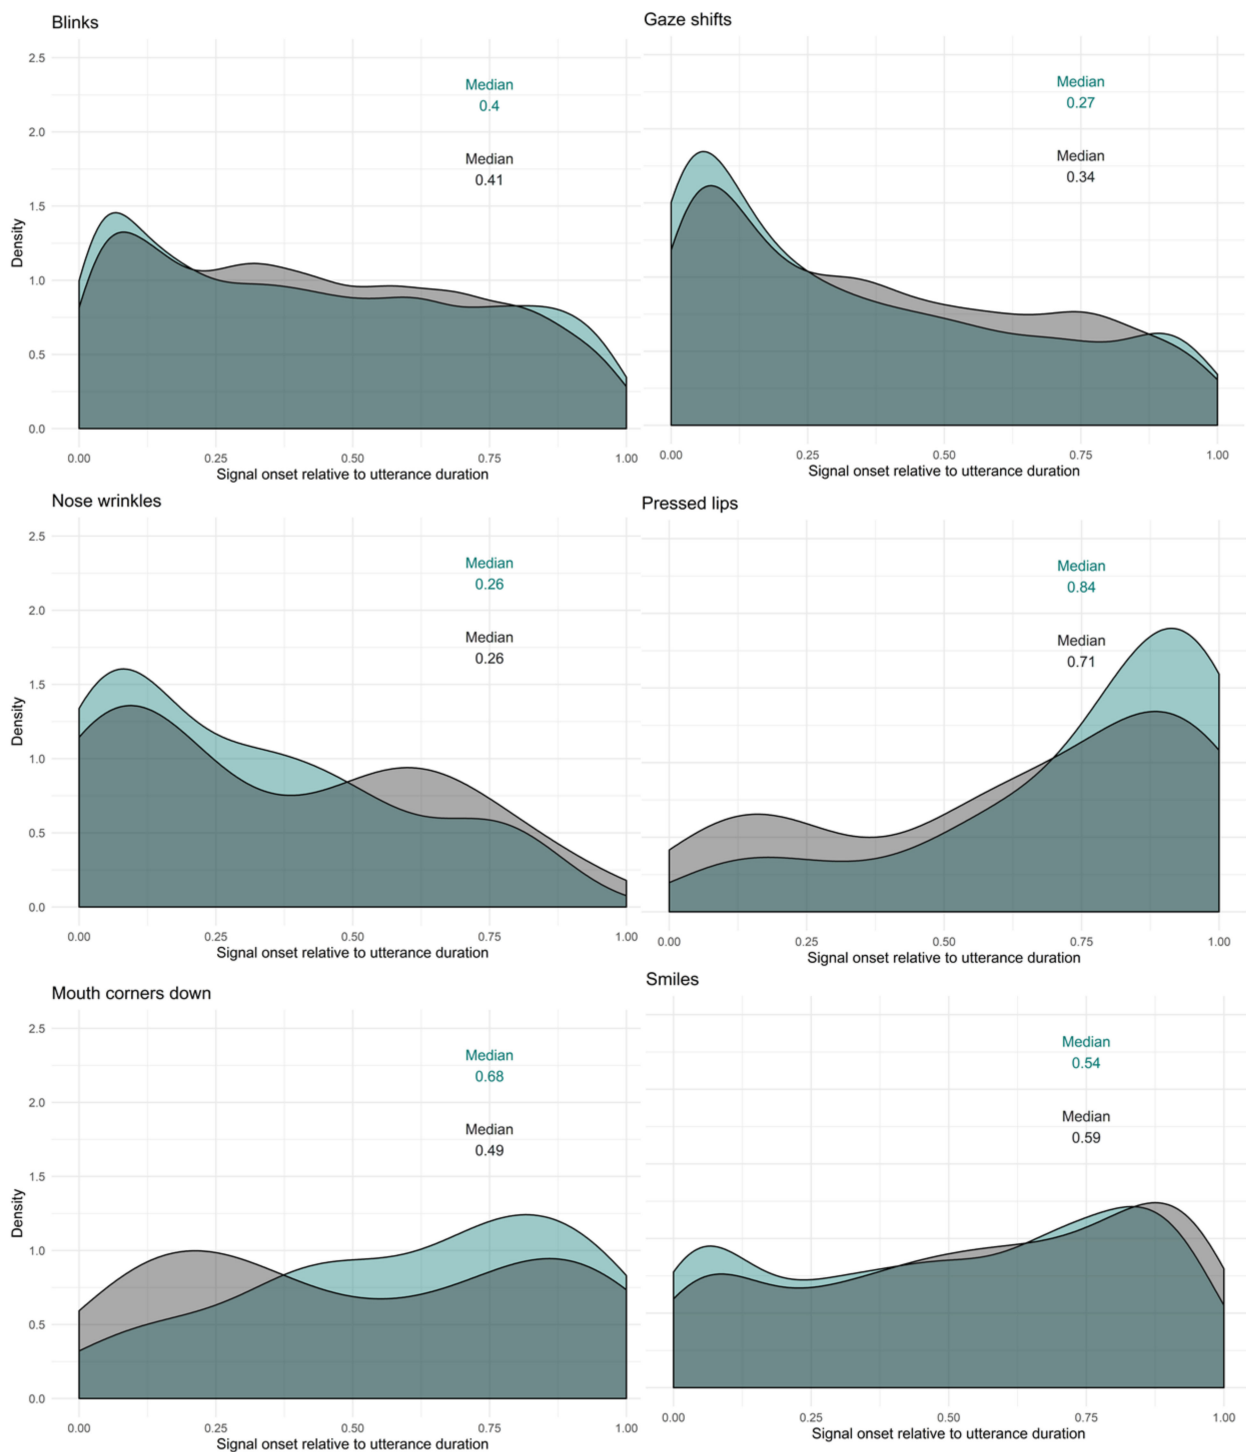 Blinks
2.5
2.0
1.5
1.0
0.5
0.0
Density
Median
0.4
Median
0.41
0.00 0.25 0.50 0.75 1.00
Signal onset relative to utterance duration
Gaze shifts
Median
0.27
Median
0.34
0.00 0.25 0.50 0.75 1.00
Signal onset relative to utterance duration
Nose wrinkles
2.5
2.0
1.5
1.0
0.5
0.0
Density
Median
0.26
Median
0.26
0.00 0.25 0.50 0.75 1.00
Signal onset relative to utterance duration
Pressed lips
Median
0.84
Median
0.71
0.00 0.25 0.50 0.75 1.00
Signal onset relative to utterance duration
Mouth corners down
2.5
2.0
1.5
1.0
0.5
0.0
Density
Median
0.68
Median
0.49
0.00 0.25 0.50 0.75 1.00
Signal onset relative to utterance duration
Smiles
Median
0.54
Median
0.59
0.00 0.25 0.50 0.75 1.00
Signal onset relative to utterance duration